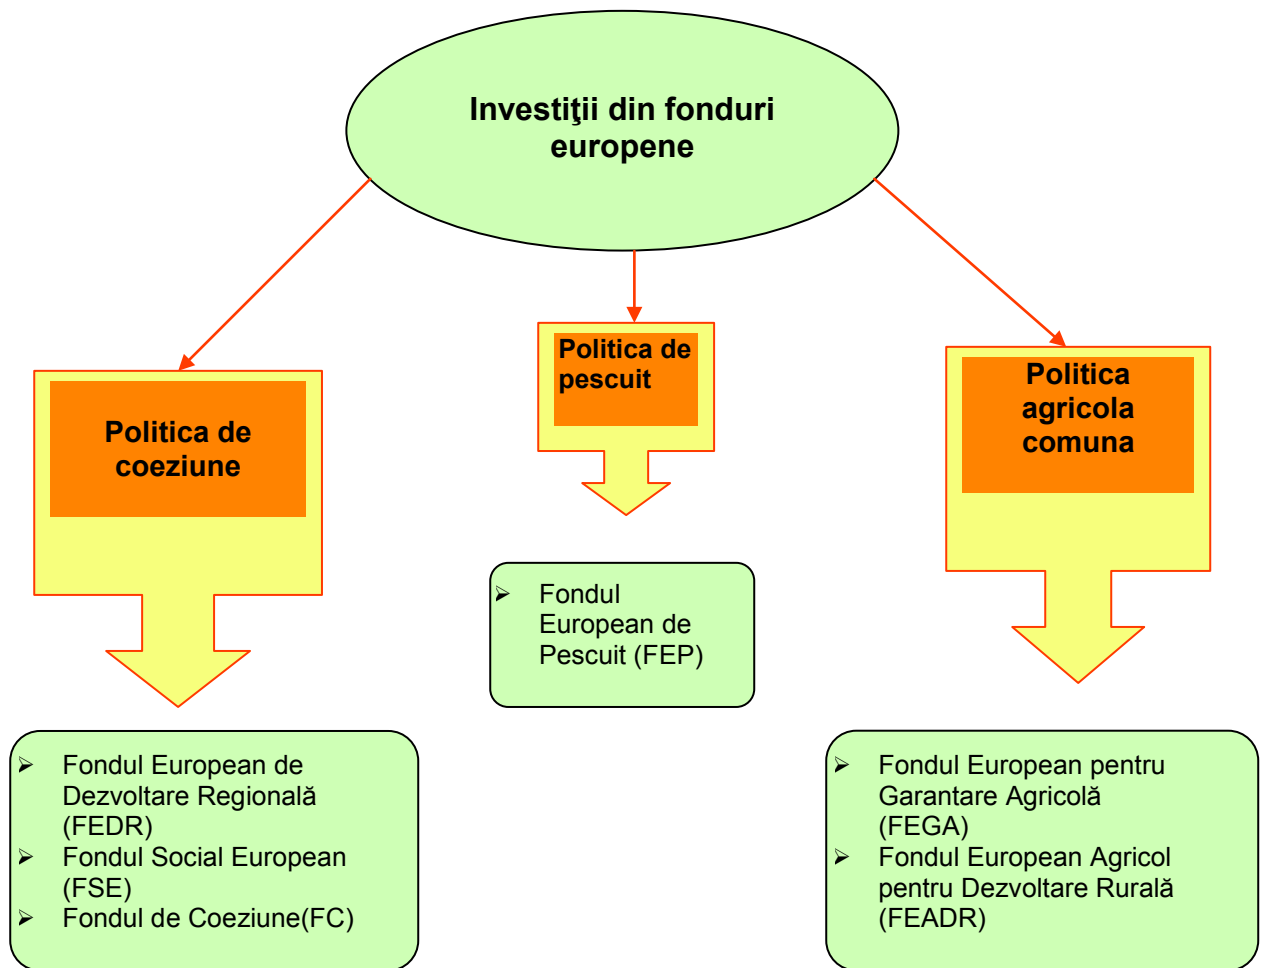 Investiţii din fonduri
europene
Politica de
coeziune
Politica de
pescuit
Politica
agricola
comuna
➢ Fondul European de
Dezvoltare Regională
(FEDR)
➢ Fondul Social European
(FSE)
➢ Fondul de Coeziune(FC)
➢ Fondul
European de
Pescuit (FEP)
➢ Fondul European pentru
Garantare Agricolă
(FEGA)
➢ Fondul European Agricol
pentru Dezvoltare Rurală
(FEADR)